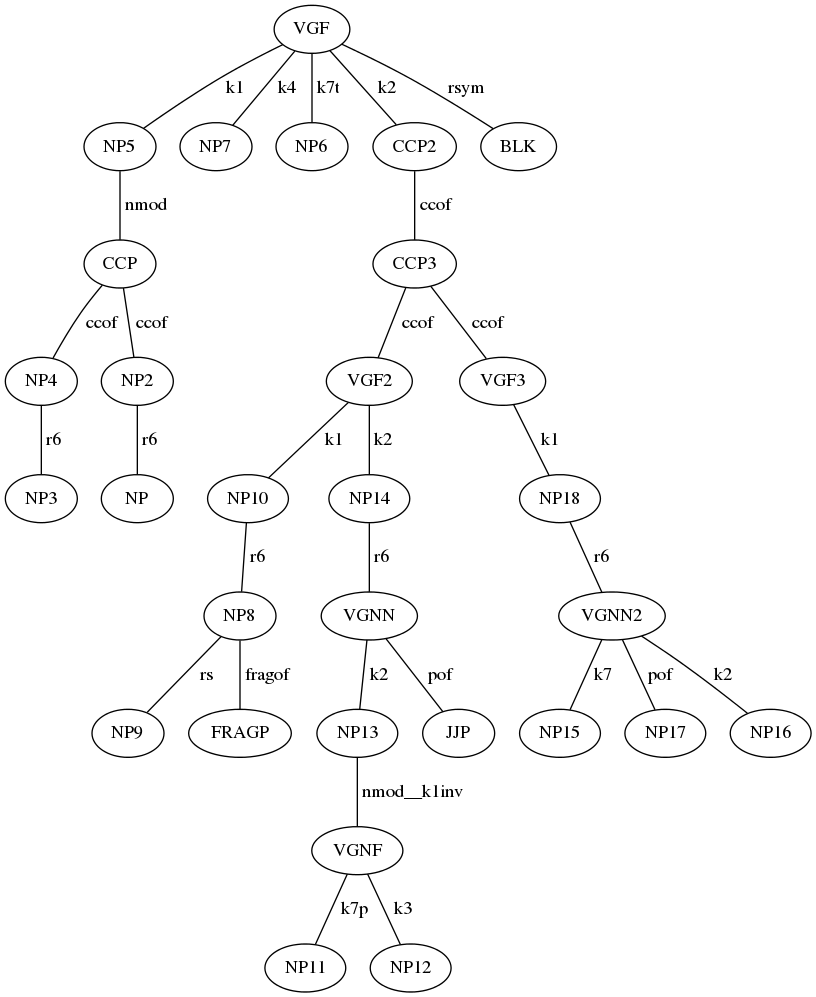 VGF
k1 k4 k7t k2 rsym
NP5 NP7 NP6 CCP2 BLK
nmod ccof
CCP CCP3
ccof ccof ccof ccof
NP4 NP2 VGF2 VGF3
r6 r6 k1 k2 k1
NP3 NP NP10 NP14 NP18
r6 r6 r6
NP8 VGNN VGNN2
rs fragof k2 pof k7 pof k2
NP9 FRAGP NP13 JJP NP15 NP17 NP16
nmod__k1inv
VGNF
k7p k3
NP11 NP12